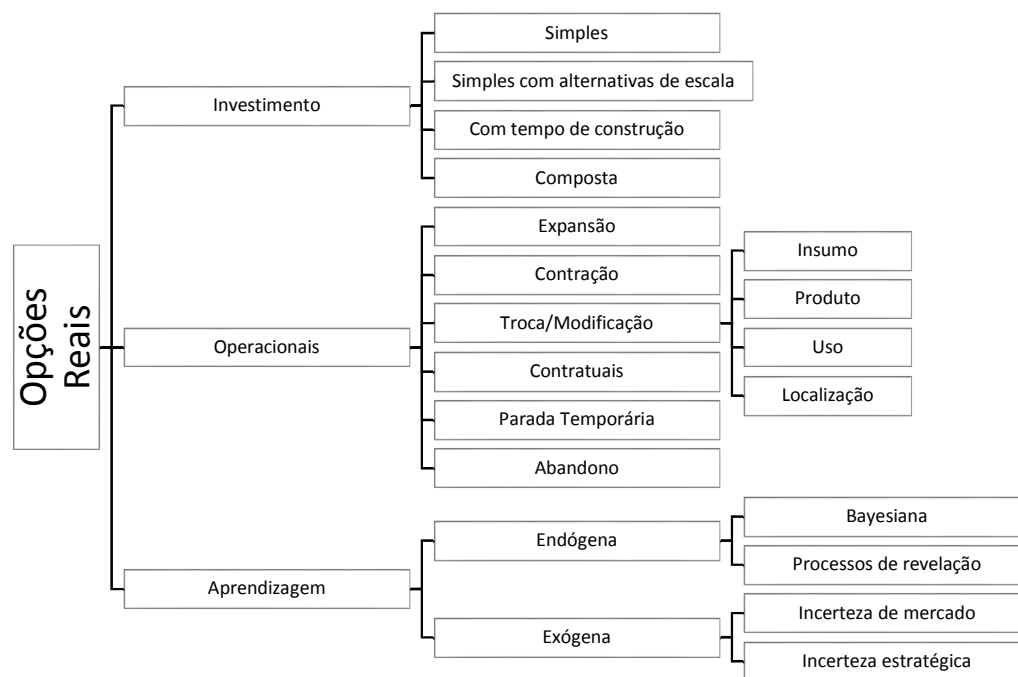 Opções
Reais
Investimento
Simples
Simples com alternativas de escala
Com tempo de construção
Composta
Operacionais
Expansão
Contração
Troca/Modificação
Insumo
Produto
Uso
Localização
Contratuais
Parada Temporária
Abandono
Aprendizagem
Endógena
Bayesiana
Processos de revelação
Exógena
Incerteza de mercado
Incerteza estratégica